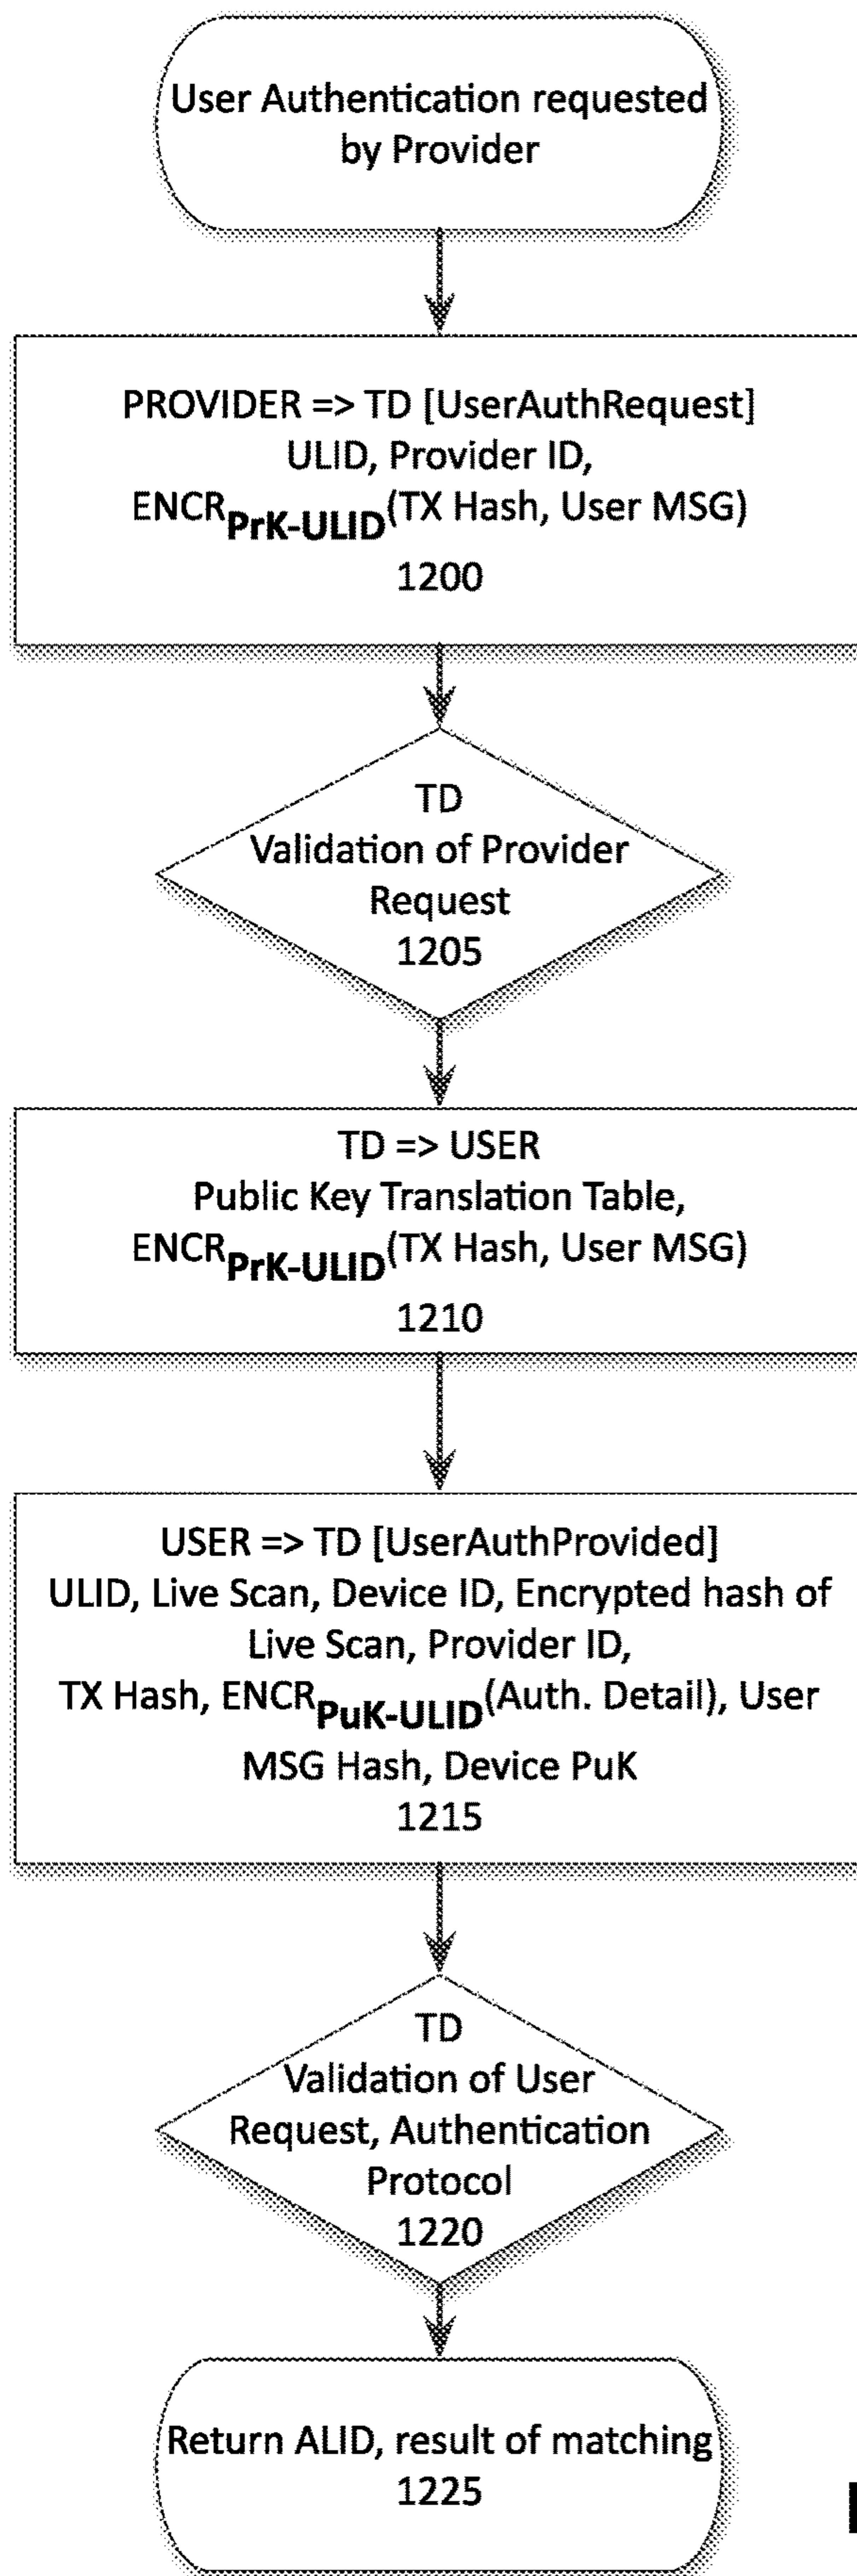 User Authentication requested
by Provider
PROVIDER => TD [UserAuthRequest]
ULID, Provider ID,
ENCRPrK-ULID(TX Hash, User MSG)
1200
TD
Validation of Provider
Request
1205
TD => USER
Public Key Translation Table,
ENCRPrK-ULID(TX Hash, User MSG)
1210
USER => TD [UserAuthProvided]
ULID, Live Scan, Device ID, Encrypted hash of
Live Scan, Provider ID,
TX Hash, ENCRPuK-ULID(Auth. Detail), User
MSG Hash, Device PuK
1215
TD
Validation of User
Request, Authentication
Protocol
1220
Return ALID, result of matching
1225